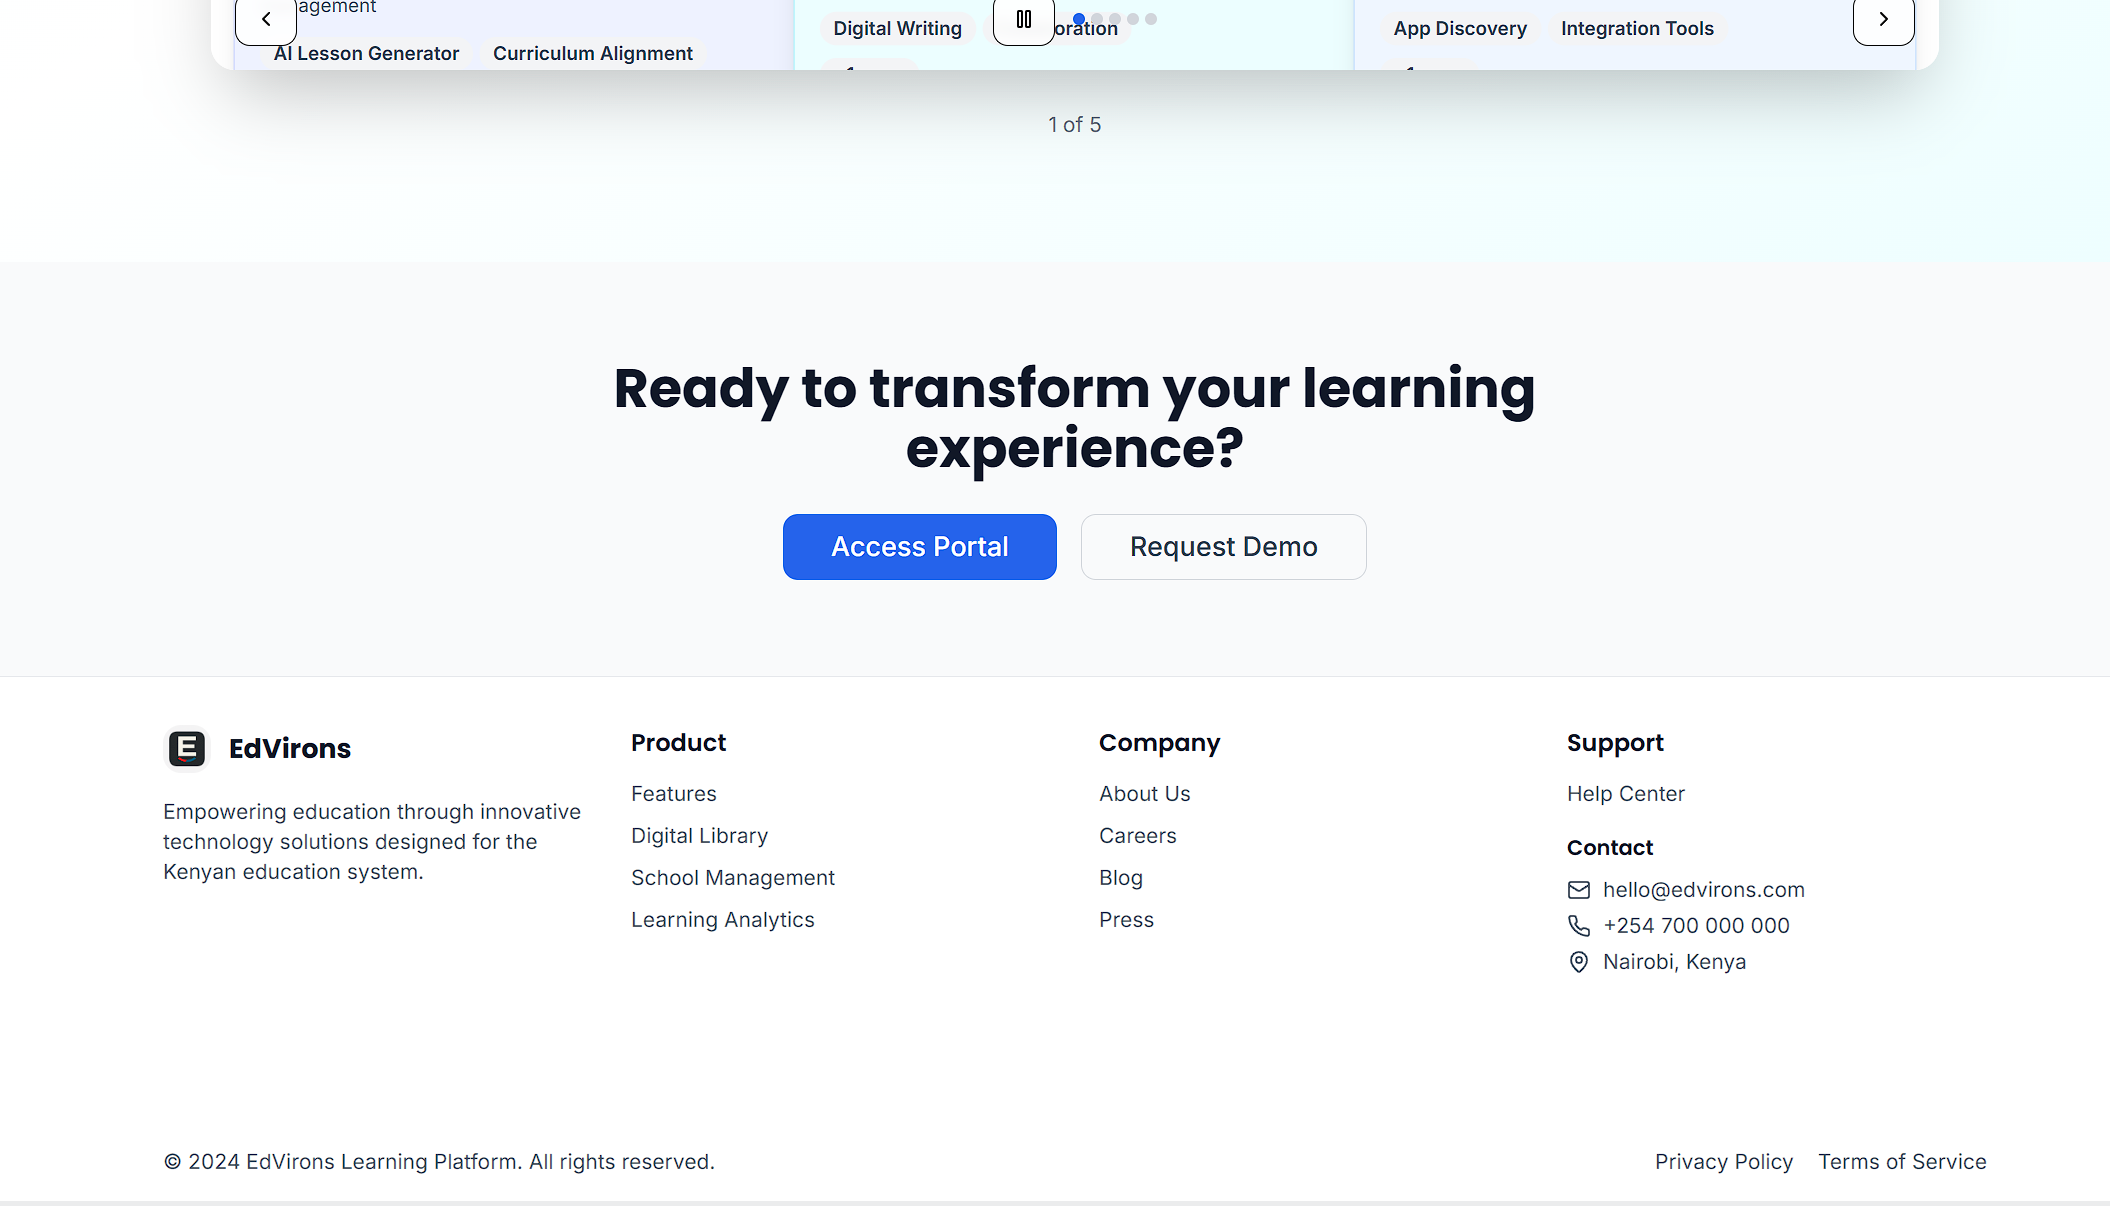 agement
AI Lesson Generator Curriculum Alignment
Digital Writing oration
App Discovery Integration Tools
1 of 5
Ready to transform your learning
experience?
Access Portal Request Demo
E EdVirons
Empowering education through innovative
technology solutions designed for the
Kenyan education system.
Product
Features
Digital Library
School Management
Learning Analytics
Company
About Us
Careers
Blog
Press
Support
Help Center
Contact
hello@edvirons.com
+254 700 000 000
Nairobi, Kenya
© 2024 EdVirons Learning Platform. All rights reserved.
Privacy Policy Terms of Service